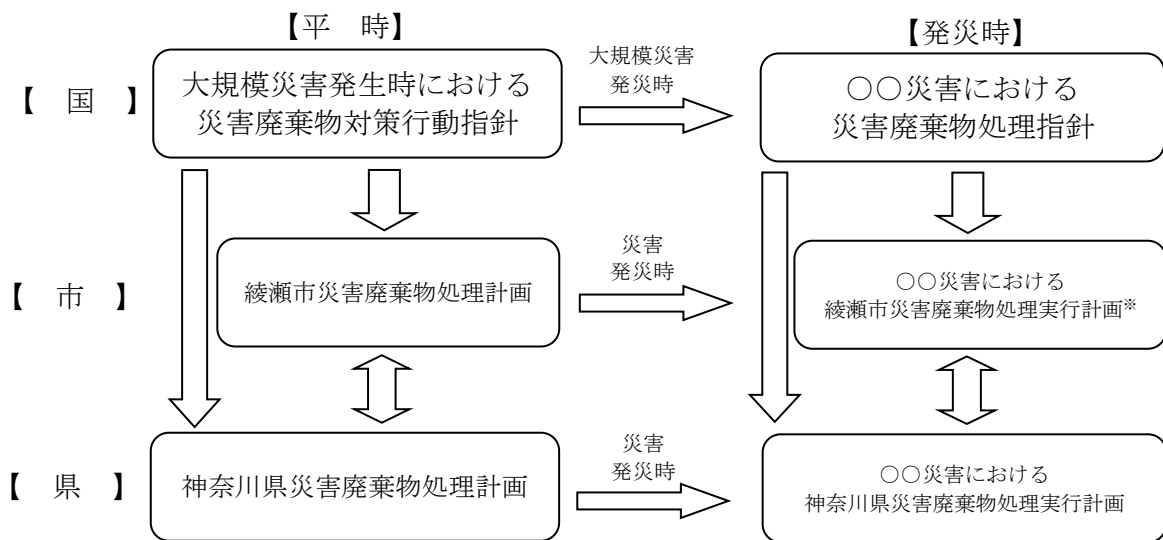 【平　時】
【発災時】
【　国　】
大規模災害発生時における
災害廃棄物対策行動指針
大規模災害
発災時
〇〇災害における
災害廃棄物処理指針
【　市　】
綾瀬市災害廃棄物処理計画
災害
発災時
〇〇災害における
綾瀬市災害廃棄物処理実行計画※
【　県　】
神奈川県災害廃棄物処理計画
災害
発災時
〇〇災害における
神奈川県災害廃棄物処理実行計画